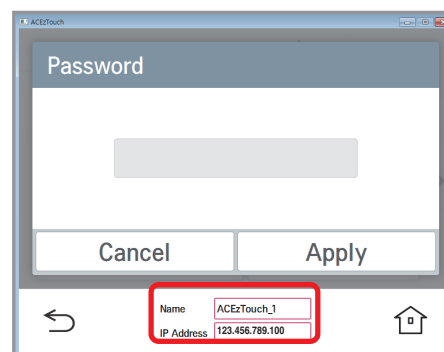 ACEzTouch
Password
Cancel Apply
Name ACEzTouch_1
IP Address 123.456.789.100